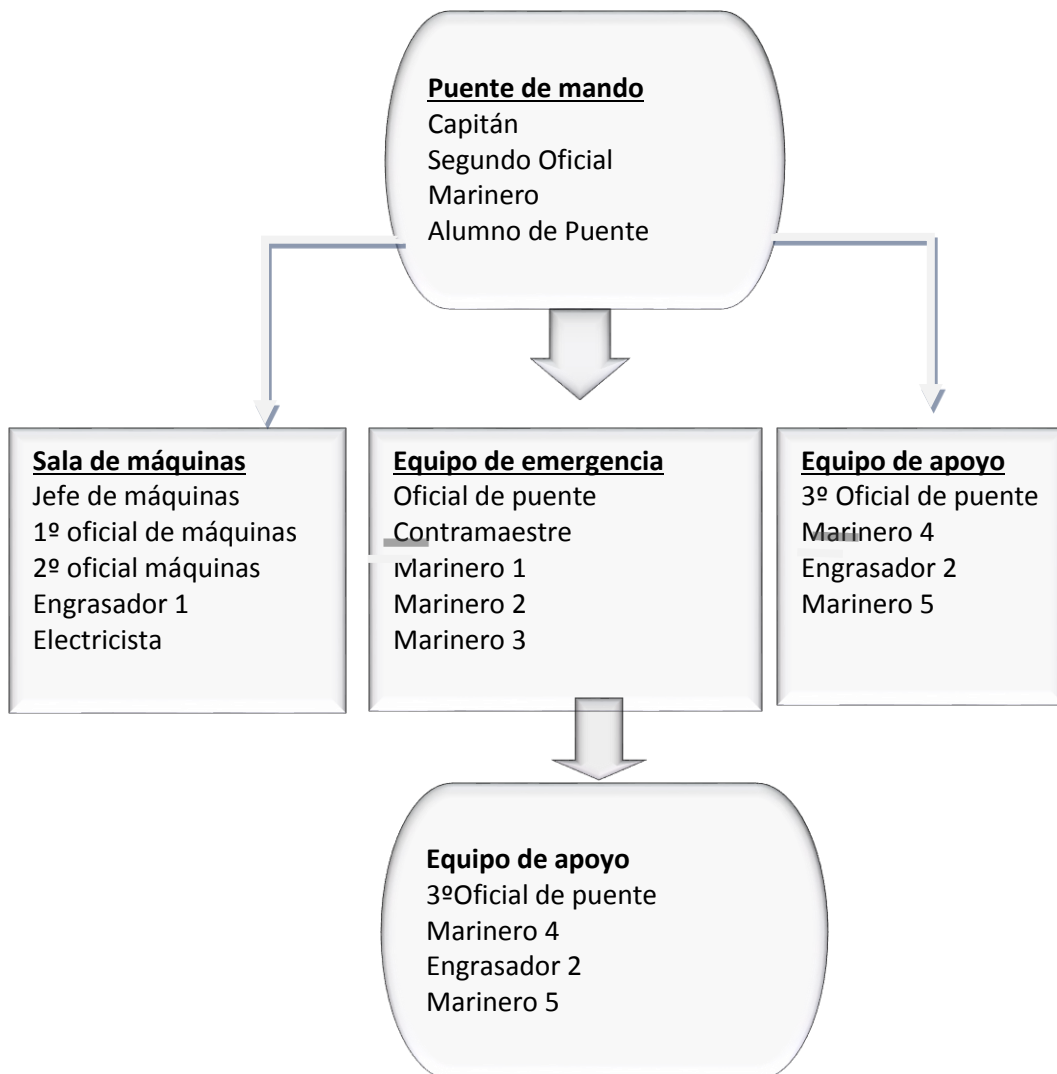 Puente de mando
Capitán
Segundo Oficial
Marinero
Alumno de Puente
Sala de máquinas
Jefe de máquinas
1º oficial de máquinas
2º oficial máquinas
Engrasador 1
Electricista
Equipo de emergencia
Oficial de puente
Contramaestre
Marinero 1
Marinero 2
Marinero 3
Equipo de apoyo
3º Oficial de puente
Marinero 4
Engrasador 2
Marinero 5
Equipo de apoyo
3ºOficial de puente
Marinero 4
Engrasador 2
Marinero 5